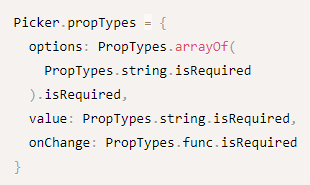 Picker.propTypes = {
  options: PropTypes.arrayOf(
    PropTypes.string.isRequired
  ).isRequired,
  value: PropTypes.string.isRequired,
  onChange: PropTypes.func.isRequired
}